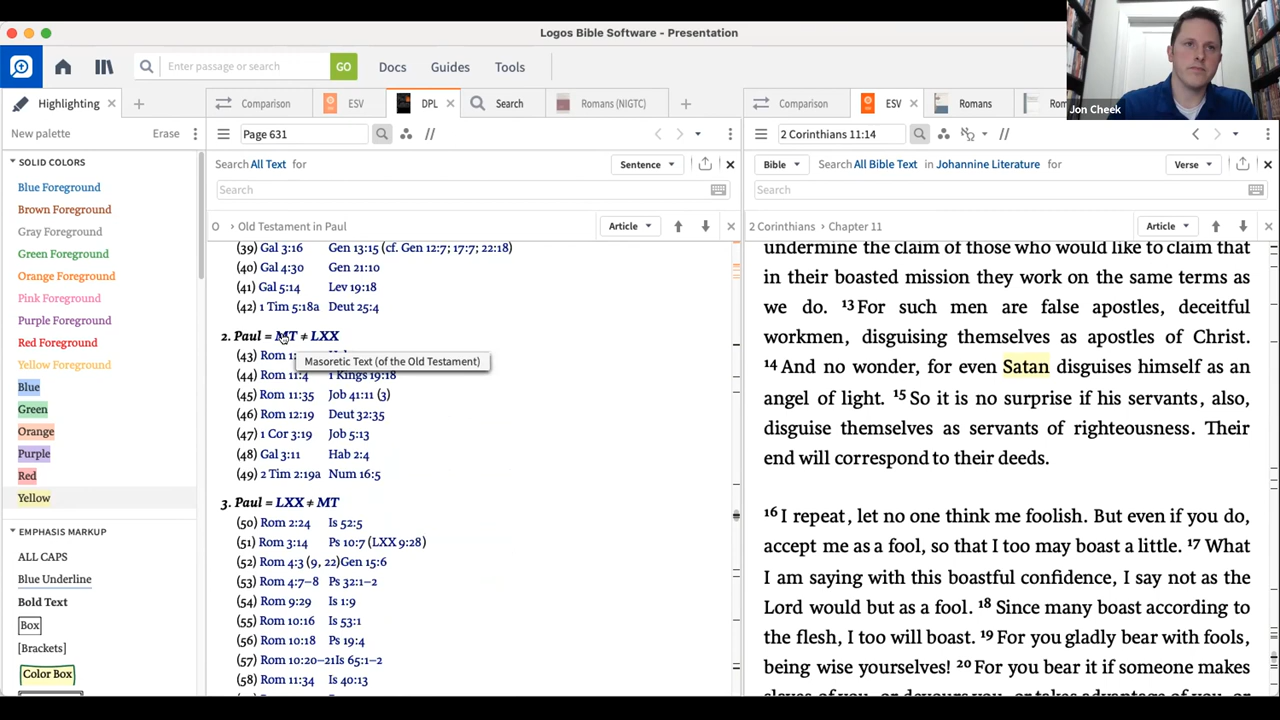 Logos Bible Software - Presentation
Jon Cheek
Enter passage or search
GO
Docs
Guides
Tools
Highlighting
Comparison
ESV
DPL
Search
Romans (NIGTC)
Comparison
ESV
Romans
New palette
Erase
Page 631
2 Corinthians 11:14
SOLID COLORS
Blue Foreground
Brown Foreground
Gray Foreground
Green Foreground
Orange Foreground
Pink Foreground
Purple Foreground
Red Foreground
Yellow Foreground
Blue
Green
Orange
Purple
Red
Yellow
EMPHASIS MARKUP
ALL CAPS
Blue Underline
Bold Text
Box
[Brackets]
Color Box
Search All Text for
Sentence
Search
O > Old Testament in Paul
Article
(39) Gal 3:16 Gen 13:15 (cf. Gen 12:7; 17:7; 22:18)
(40) Gal 4:30 Gen 21:10
(41) Gal 5:14 Lev 19:18
(42) 1 Tim 5:18a Deut 25:4
2. Paul = MT ≠ LXX
Masoretic Text (of the Old Testament)
(43) Rom
(44) Rom 11:4 1 Kings 19:18
(45) Rom 11:35 Job 41:11 (3)
(46) Rom 12:19 Deut 32:35
(47) 1 Cor 3:19 Job 5:13
(48) Gal 3:11 Hab 2:4
(49) 2 Tim 2:19a Num 16:5
3. Paul = LXX ≠ MT
(50) Rom 2:24 Is 52:5
(51) Rom 3:14 Ps 10:7 (LXX 9:28)
(52) Rom 4:3 (9, 22)Gen 15:6
(53) Rom 4:7–8 Ps 32:1–2
(54) Rom 9:29 Is 1:9
(55) Rom 10:16 Is 53:1
(56) Rom 10:18 Ps 19:4
(57) Rom 10:20–21Is 65:1–2
(58) Rom 11:34 Is 40:13
Bible
Search All Bible Text in Johannine Literature for
Verse
Search
2 Corinthians > Chapter 11
Article
undermine the claim of those who would like to claim that
in their boasted mission they work on the same terms as
we do. 13 For such men are false apostles, deceitful
workmen, disguising themselves as apostles of Christ.
14 And no wonder, for even Satan disguises himself as an
angel of light. 15 So it is no surprise if his servants, also,
disguise themselves as servants of righteousness. Their
end will correspond to their deeds.
16 I repeat, let no one think me foolish. But even if you do,
accept me as a fool, so that I too may boast a little. 17 What
I am saying with this boastful confidence, I say not as the
Lord would but as a fool. 18 Since many boast according to
the flesh, I too will boast. 19 For you gladly bear with fools,
being wise yourselves! 20 For you bear it if someone makes
slaves of you, or devours you, or takes advantage of you, or